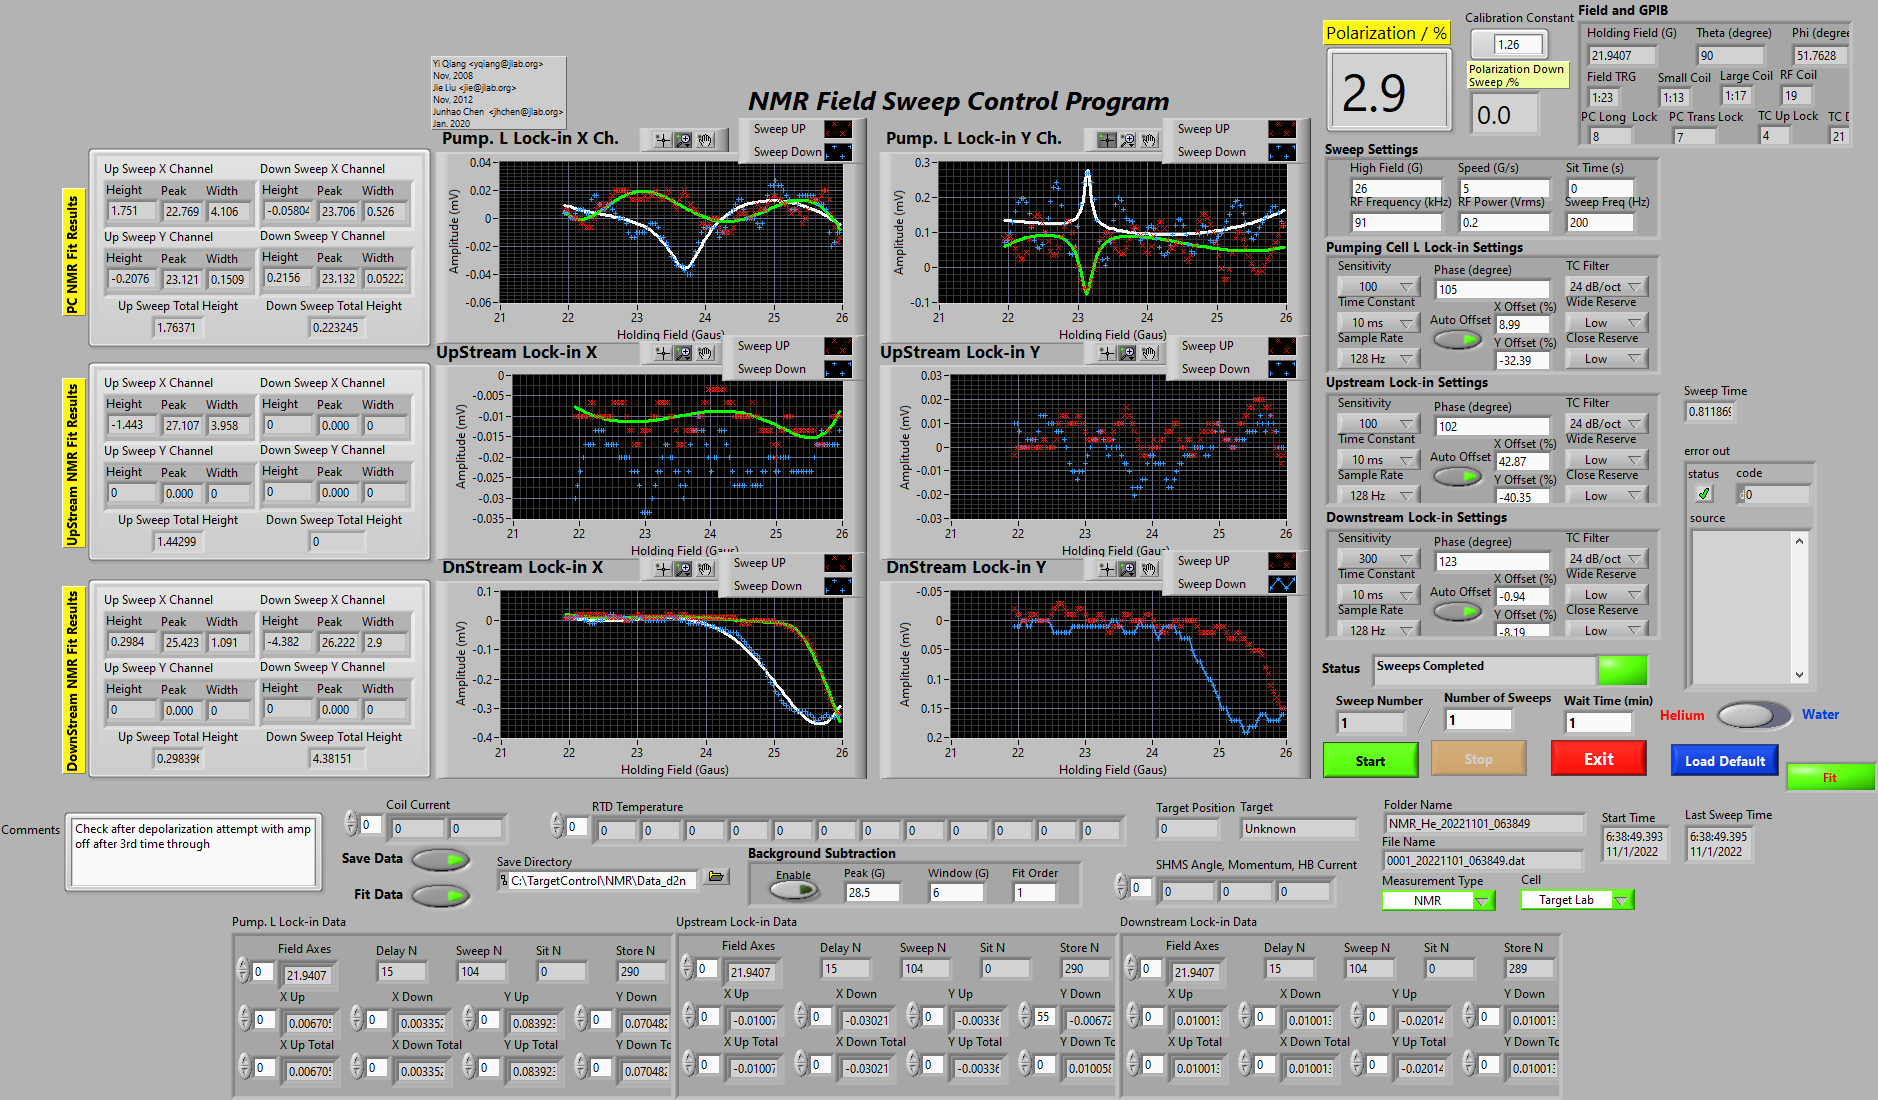 Yi Qiang <yqiang@jlab.org>
Nov, 2008
Jie Liu <jie@jlab.org>
Nov, 2012
Junhao Chen <jhchen@jlab.org>
Jan. 2020
NMR Field Sweep Control Program
Polarization / %
2.9
Calibration Constant
1.26
Polarization Down
Sweep /%
0.0
Field and GPIB
Holding Field (G) Theta (degree) Phi (degree
21.9407 90 51.7628
Field TRG Small Coil Large Coil RF Coil
1:23 1:13 1:17 19
PC Long Lock PC Trans Lock TC Up Lock TC D
8 7 4 21
PC NMR Fit Results
Up Sweep X Channel Down Sweep X Channel
Height Peak Width Height Peak Width
1.751 22.769 4.106 -0.05804 23.706 0.526
Up Sweep Y Channel Down Sweep Y Channel
Height Peak Width Height Peak Width
-0.2076 23.121 0.1509 0.2156 23.132 0.05222
Up Sweep Total Height Down Sweep Total Height
1.76371 0.223245
UpStream NMR Fit Results
Up Sweep X Channel Down Sweep X Channel
Height Peak Width Height Peak Width
-1.443 27.107 3.958 0 0.000 0
Up Sweep Y Channel Down Sweep Y Channel
Height Peak Width Height Peak Width
0 0.000 0 0 0.000 0
Up Sweep Total Height Down Sweep Total Height
1.44299 0
DownStream NMR Fit Results
Up Sweep X Channel Down Sweep X Channel
Height Peak Width Height Peak Width
0.2984 25.423 1.091 -4.382 26.222 2.9
Up Sweep Y Channel Down Sweep Y Channel
Height Peak Width Height Peak Width
0 0.000 0 0 0.000 0
Up Sweep Total Height Down Sweep Total Height
0.298396 4.38151
Pump. L Lock-in X Ch.
Sweep UP
Sweep Down
Amplitude (mV)
0.04
0.02
0
-0.02
-0.04
-0.06
22 23 24 25 26
Holding Field (Gaus)
Pump. L Lock-in Y Ch.
Sweep UP
Sweep Down
Amplitude (mV)
0.3
0.2
0.1
0
-0.1
21 22 23 24 25 26
Holding Field (Gaus)
UpStream Lock-in X
Sweep UP
Sweep Down
Amplitude (mV)
0
-0.005
-0.01
-0.015
-0.02
-0.025
-0.03
-0.035
21 22 23 24 25 26
Holding Field (Gaus)
UpStream Lock-in Y
Sweep UP
Sweep Down
Amplitude (mV)
0.03
0.02
0.01
0
-0.01
-0.02
-0.03
21 22 23 24 25 26
Holding Field (Gaus)
DnStream Lock-in X
Sweep UP
Sweep Down
Amplitude (mV)
0.1
0
-0.1
-0.2
-0.3
-0.4
21 22 23 24 25 26
Holding Field (Gaus)
DnStream Lock-in Y
Sweep UP
Sweep Down
Amplitude (mV)
-0.05
0
0.05
0.1
0.15
0.2
21 22 23 24 25 26
Holding Field (Gaus)
Sweep Settings
High Field (G) Speed (G/s) Sit Time (s)
26 5 0
RF Frequency (kHz) RF Power (Vrms) Sweep Freq (Hz)
91 0.2 200
Pumping Cell L Lock-in Settings
Sensitivity Phase (degree) TC Filter
100 105 24 dB/oct
Time Constant X Offset (%) Wide Reserve
10 ms Auto Offset 8.99 Low
Sample Rate Y Offset (%) Close Reserve
128 Hz -32.39 Low
Upstream Lock-in Settings
Sensitivity Phase (degree) TC Filter
100 102 24 dB/oct
Time Constant X Offset (%) Wide Reserve
10 ms Auto Offset 42.87 Low
Sample Rate Y Offset (%) Close Reserve
128 Hz -40.35 Low
Downstream Lock-in Settings
Sensitivity Phase (degree) TC Filter
300 123 24 dB/oct
Time Constant X Offset (%) Wide Reserve
10 ms Auto Offset -0.94 Low
Sample Rate Y Offset (%) Close Reserve
128 Hz -8.19 Low
Sweep Time
0.811869
error out
status code
0
source
Status Sweeps Completed
Sweep Number Number of Sweeps Wait Time (min)
1 / 1 1
Helium Water
Start Stop Exit Load Default Fit
Comments
Check after depolarization attempt with amp
off after 3rd time through
Coil Current
0 0 0
Save Data
Fit Data
RTD Temperature
0 0 0 0 0 0 0 0 0 0 0 0 0
Save Directory
C:\TargetControl\NMR\Data_d2n
Background Subtraction
Enable Peak (G) Window (G) Fit Order
28.5 6 1
Target Position Target
0 Unknown
SHMS Angle, Momentum, HB Current
0 0 0 0
Folder Name
NMR_He_20221101_063849
File Name
0001_20221101_063849.dat
Measurement Type Cell
NMR Target Lab
Start Time
6:38:49.393
11/1/2022
Last Sweep Time
6:38:49.395
11/1/2022
Pump. L Lock-in Data
Field Axes Delay N Sweep N Sit N Store N
0 21.9407 15 104 0 290
X Up X Down Y Up Y Down
0 0.006705 0 0.003352 0 0.083923 0 0.070482
X Up Total X Down Total Y Up Total Y Down To
0 0.006705 0 0.003352 0 0.083923 0 0.070482
Upstream Lock-in Data
Field Axes Delay N Sweep N Sit N Store N
0 21.9407 15 104 0 290
X Up X Down Y Up Y Down
0 -0.01007 0 -0.03021 0 -0.00336 55 -0.00672
X Up Total X Down Total Y Up Total Y Down To
0 -0.01007 0 -0.03021 0 -0.00336 0 0.010058
Downstream Lock-in Data
Field Axes Delay N Sweep N Sit N Store N
0 21.9407 15 104 0 289
X Up X Down Y Up Y Down
0 0.010013 0 0.010013 0 -0.02014 0 0.010013
X Up Total X Down Total Y Up Total Y Down To
0 0.010013 0 0.010013 0 -0.02014 0 0.010013